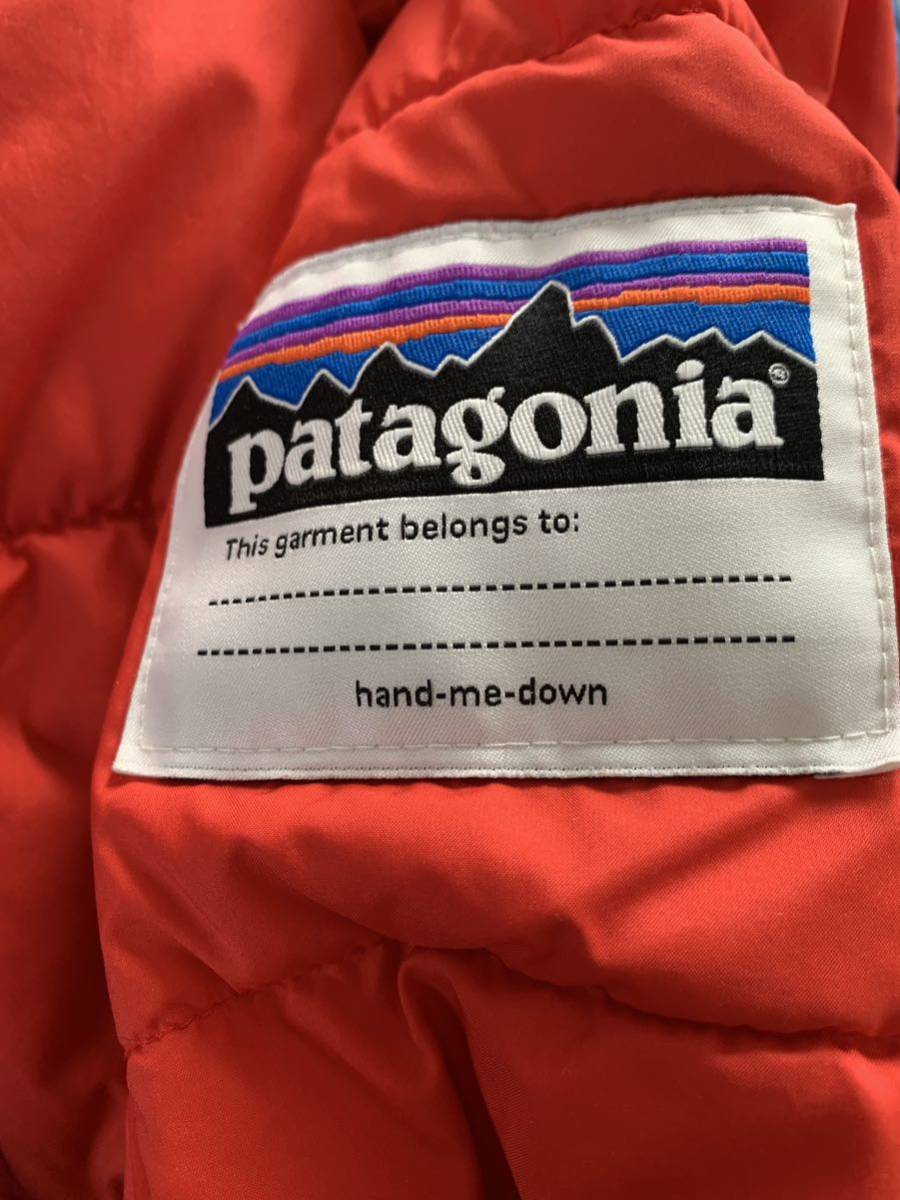 patagonia®
This garment belongs to:
hand-me-down